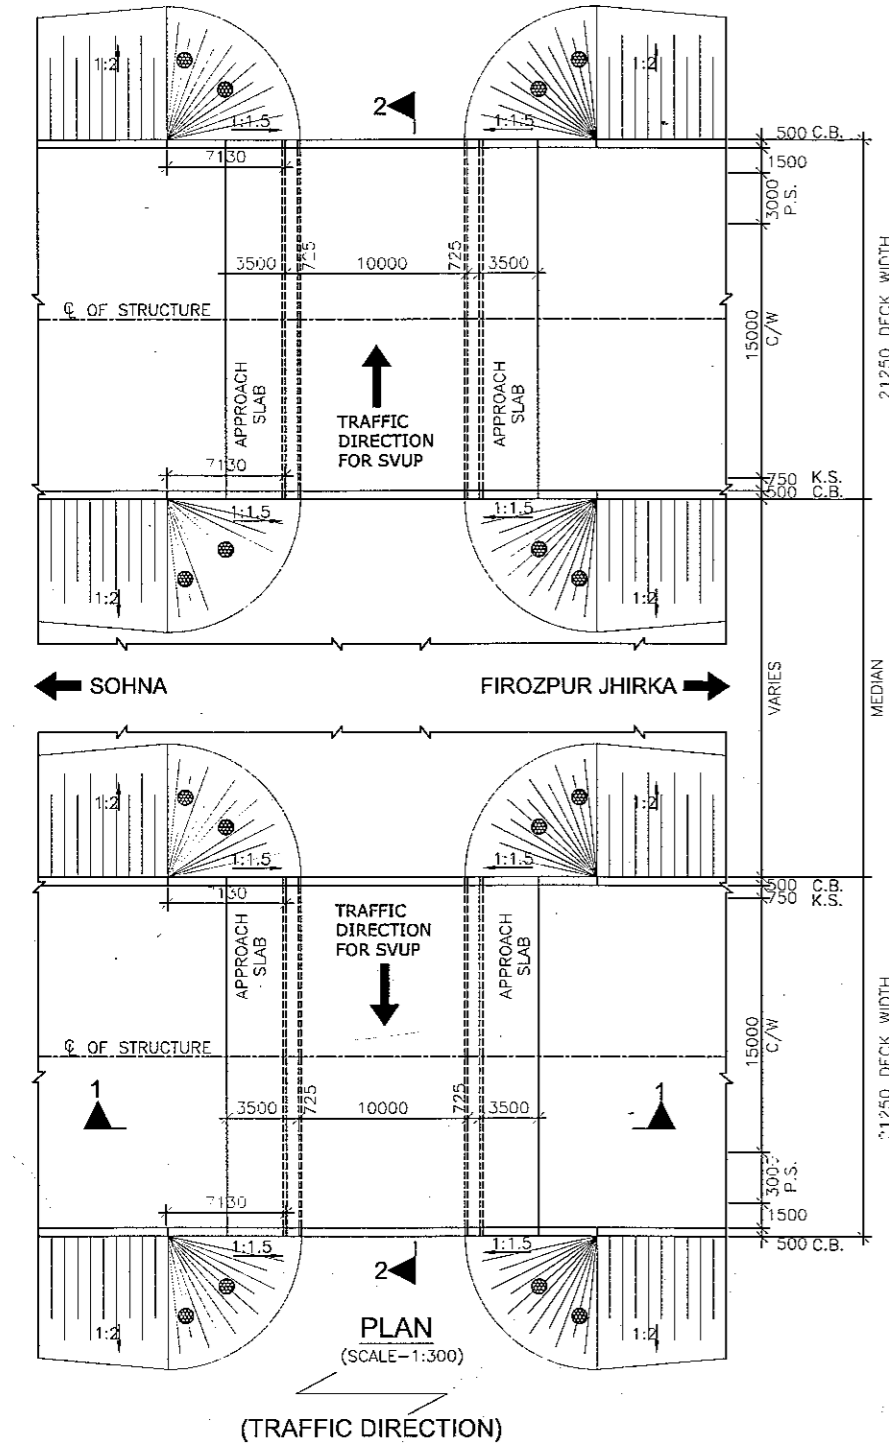 1:2
1:2
1:1.5
2
1:1.5
500 C.B.
7130
1500
3000
P.S.
3500
725
10000
725
3500
℄ OF STRUCTURE
15000
C/W
21250 DECK WIDTH
APPROACH
SLAB
TRAFFIC
DIRECTION
FOR SVUP
APPROACH
SLAB
7130
750 K.S.
500 C.B.
1:1.5
1:1.5
1:2
1:2
SOHNA
FIROZPUR JHIRKA
VARIES
MEDIAN
1:2
1:2
1:1.5
1:1.5
500 C.B.
750 K.S.
7130
APPROACH
SLAB
TRAFFIC
DIRECTION
FOR SVUP
APPROACH
SLAB
℄ OF STRUCTURE
15000
C/W
21250 DECK WIDTH
1
1
3500
725
10000
725
3500
3000
P.S.
7130
1500
1:1.5
1:1.5
500 C.B.
2
1:2
1:2
PLAN
(SCALE-1:300)
(TRAFFIC DIRECTION)